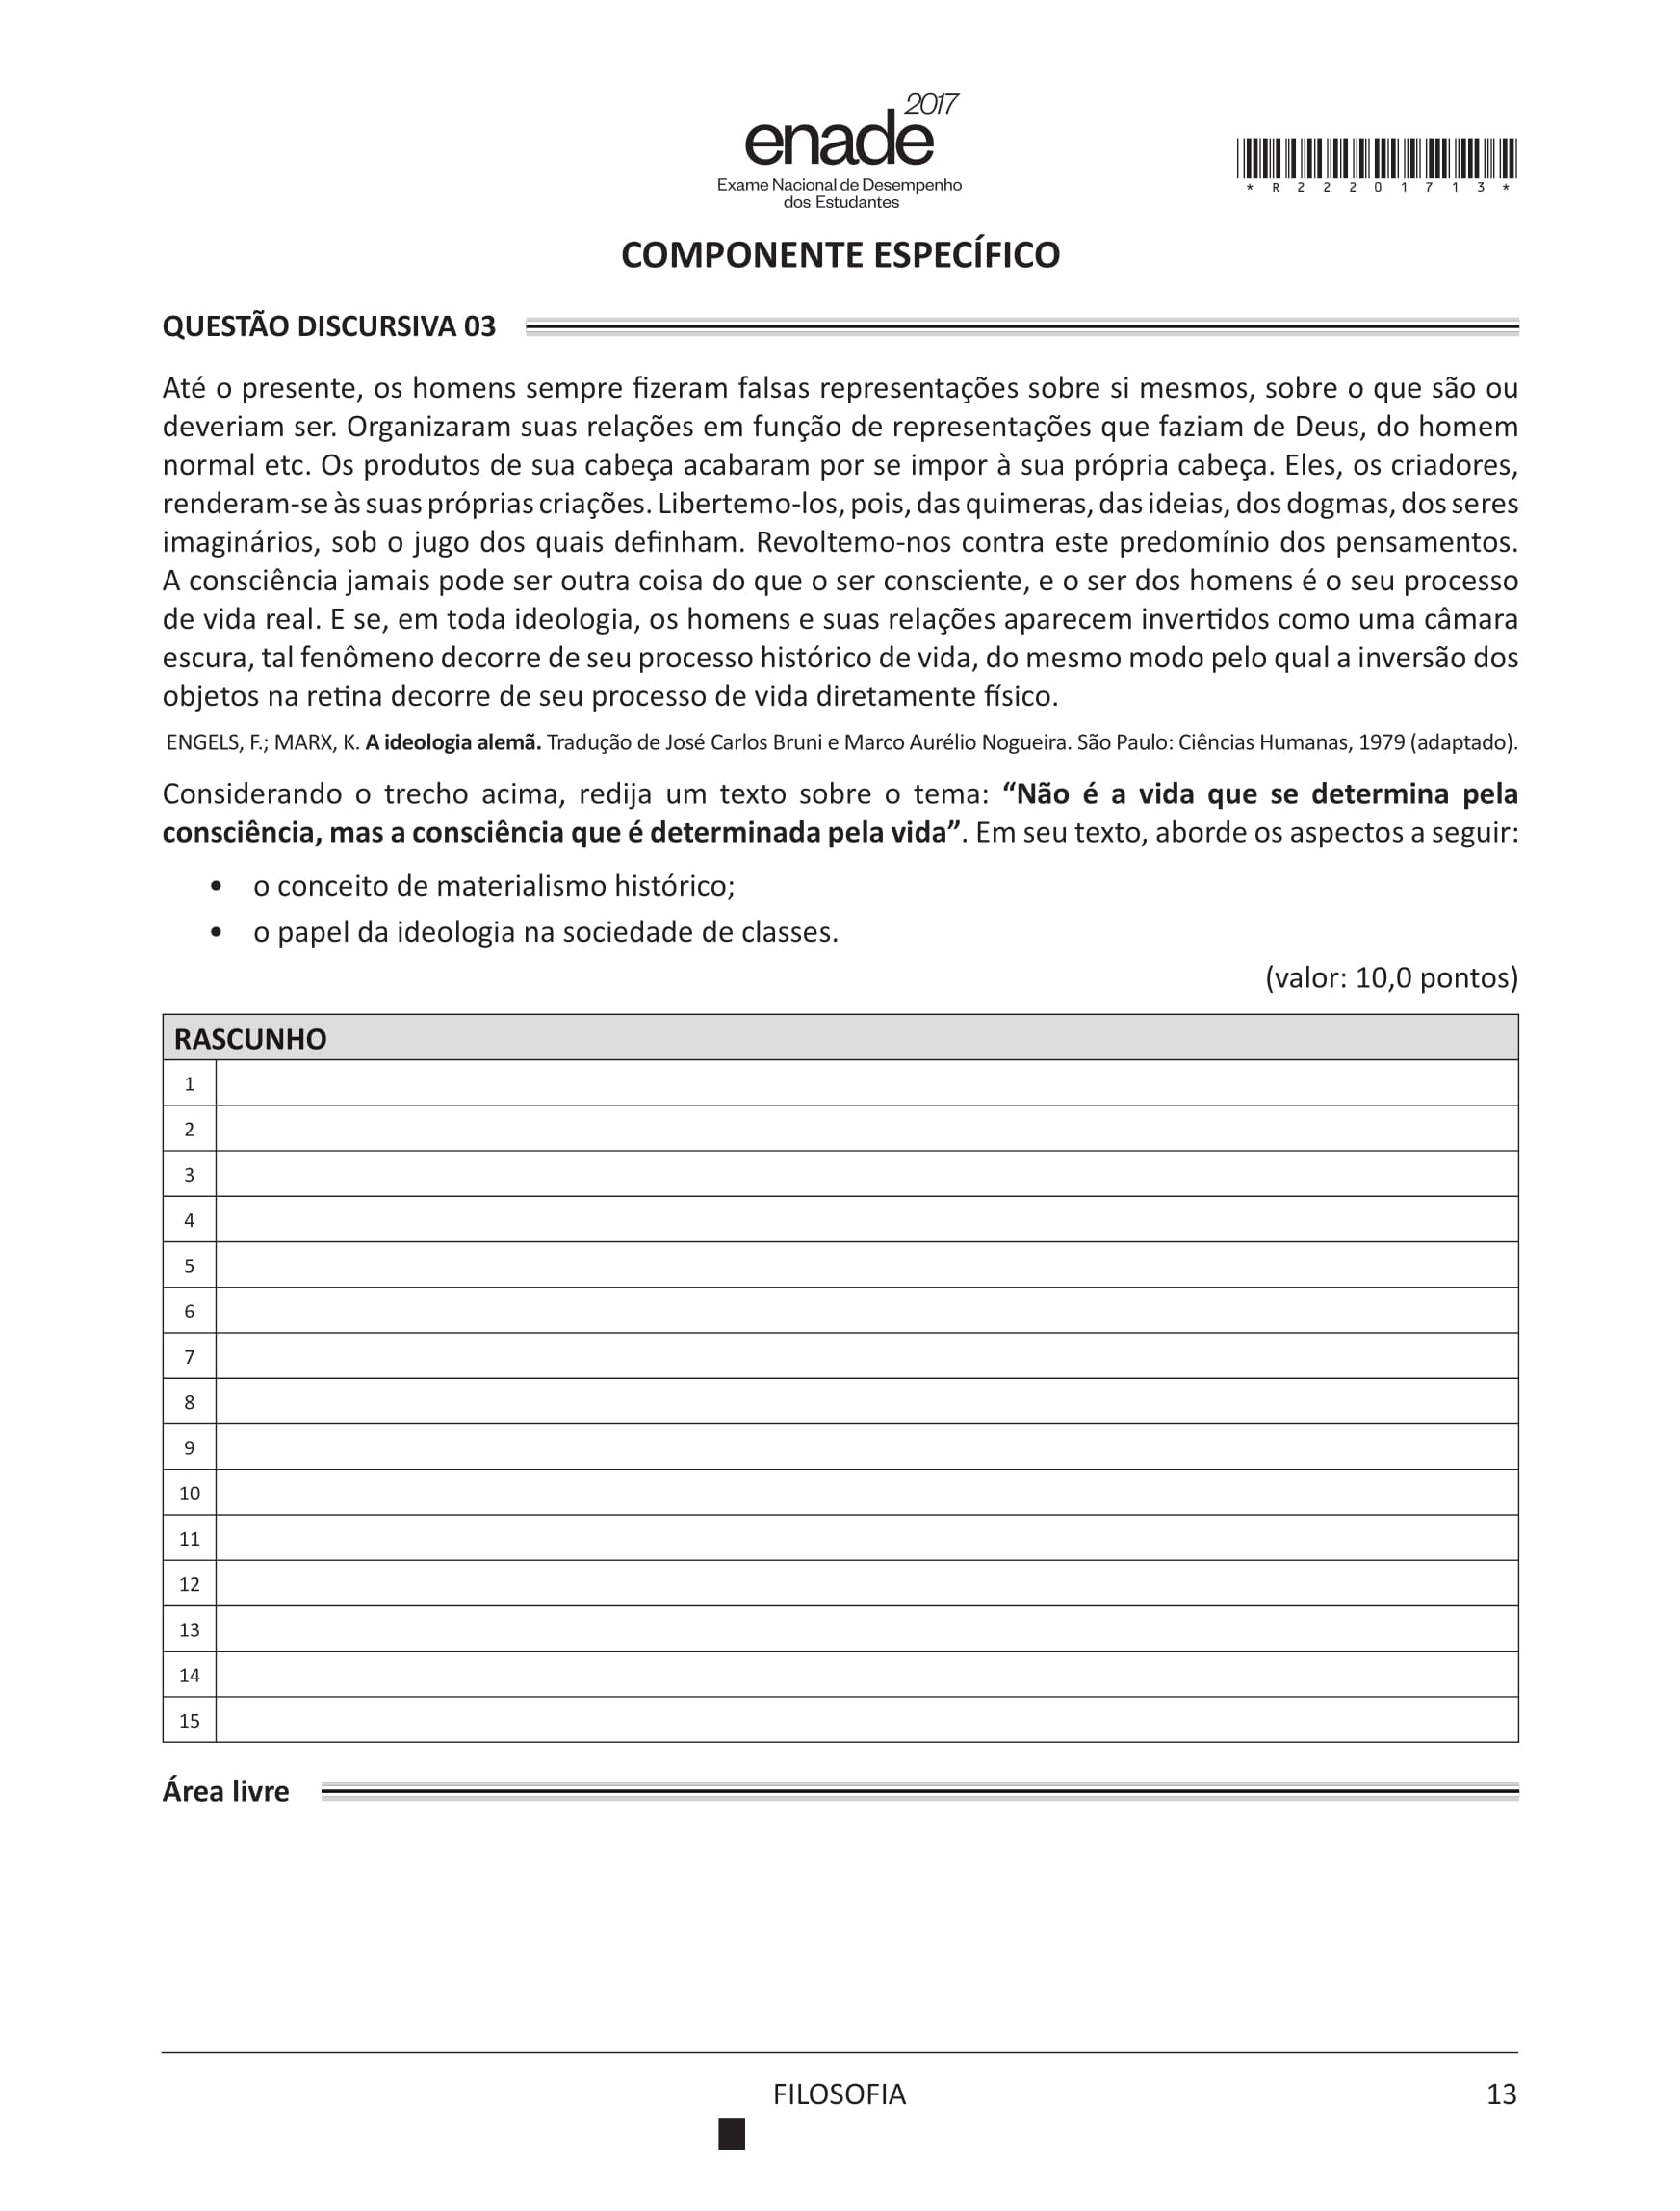 2017
enade
Exame Nacional de Desempenho
dos Estudantes
* R 2 2 2 0 1 7 1 3 *
COMPONENTE ESPECÍFICO
QUESTÃO DISCURSIVA 03
Até o presente, os homens sempre fizeram falsas representações sobre si mesmos, sobre o que são ou
deveriam ser. Organizaram suas relações em função de representações que faziam de Deus, do homem
normal etc. Os produtos de sua cabeça acabaram por se impor à sua própria cabeça. Eles, os criadores,
renderam-se às suas próprias criações. Libertemo-los, pois, das quimeras, das ideias, dos dogmas, dos seres
imaginários, sob o jugo dos quais definham. Revoltemo-nos contra este predomínio dos pensamentos.
A consciência jamais pode ser outra coisa do que o ser consciente, e o ser dos homens é o seu processo
de vida real. E se, em toda ideologia, os homens e suas relações aparecem invertidos como uma câmara
escura, tal fenômeno decorre de seu processo histórico de vida, do mesmo modo pelo qual a inversão dos
objetos na retina decorre de seu processo de vida diretamente físico.
ENGELS, F.; MARX, K. A ideologia alemã. Tradução de José Carlos Bruni e Marco Aurélio Nogueira. São Paulo: Ciências Humanas, 1979 (adaptado).
Considerando o trecho acima, redija um texto sobre o tema: “Não é a vida que se determina pela
consciência, mas a consciência que é determinada pela vida”. Em seu texto, aborde os aspectos a seguir:
• o conceito de materialismo histórico;
• o papel da ideologia na sociedade de classes.
(valor: 10,0 pontos)
RASCUNHO
1
2
3
4
5
6
7
8
9
10
11
12
13
14
15
Área livre
FILOSOFIA
13